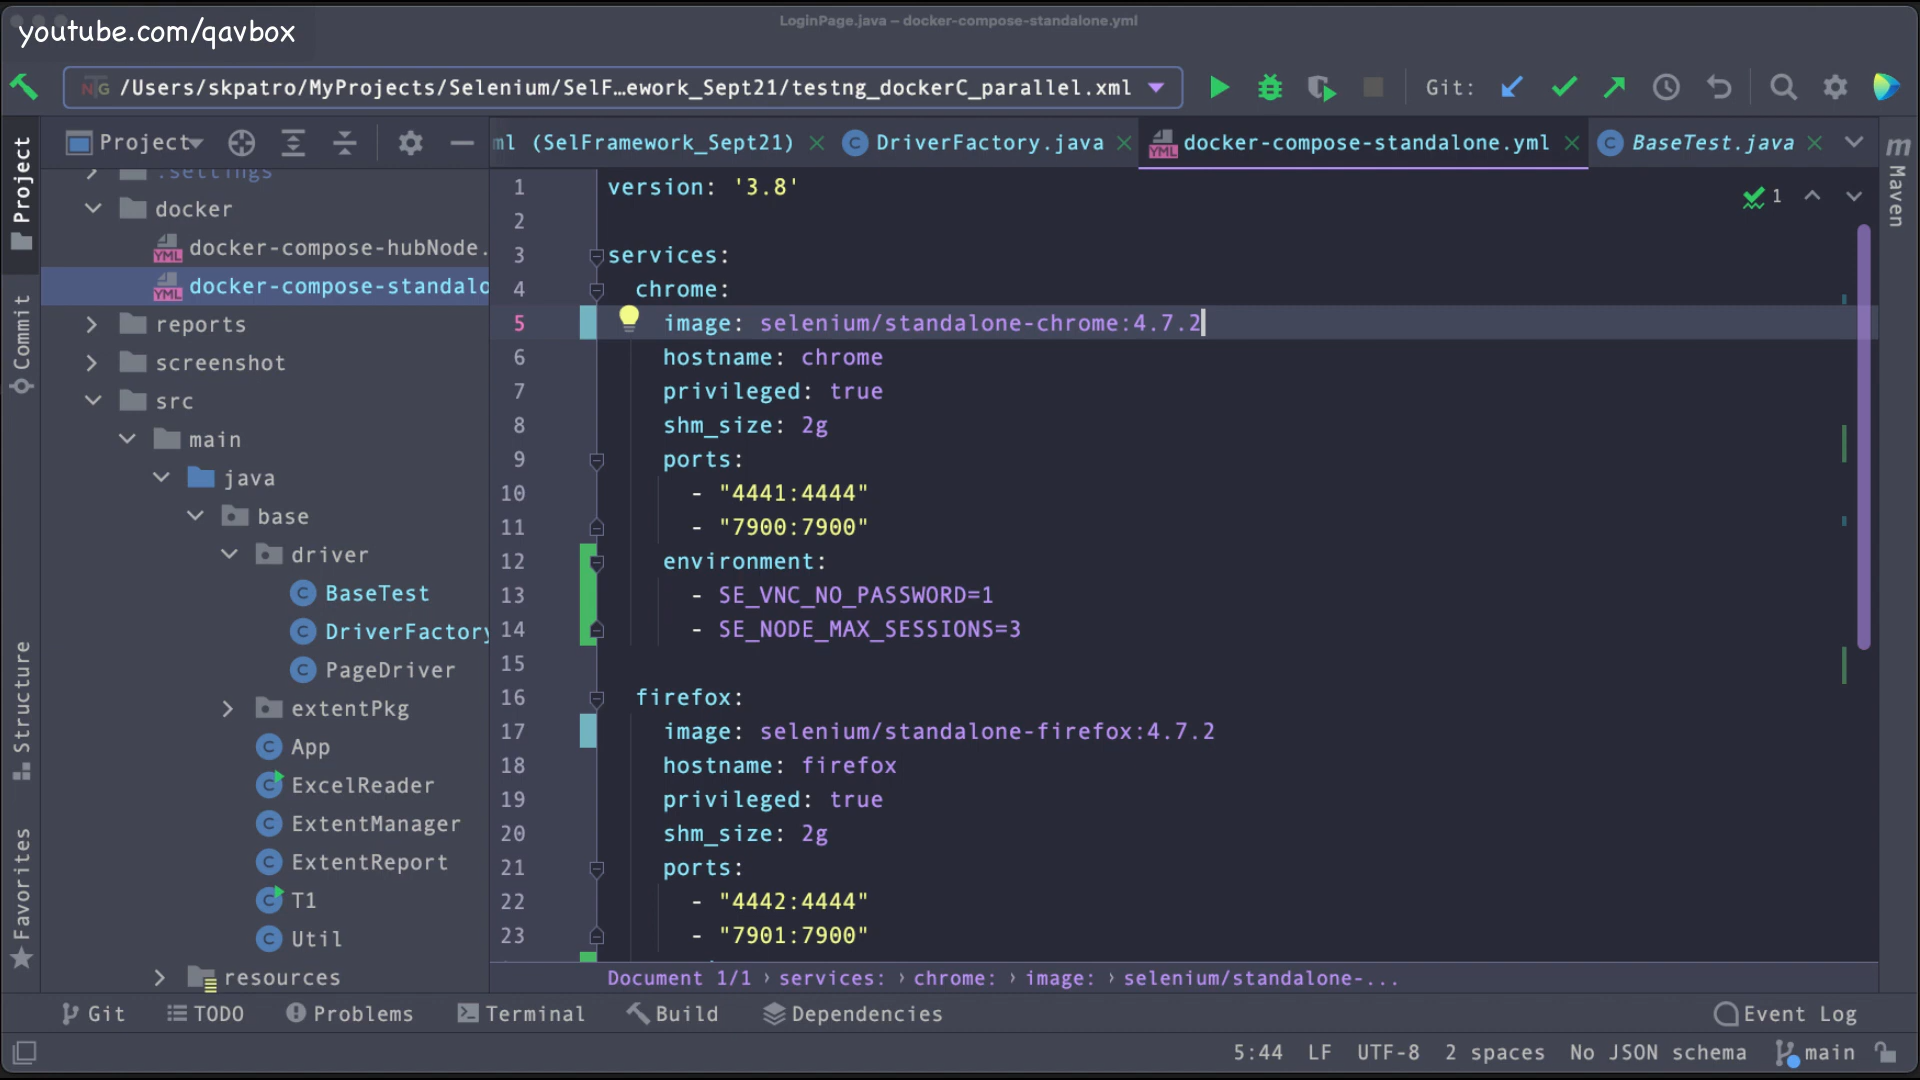 youtube.com/qavbox
LoginPage.java – docker-compose-standalone.yml
/Users/skpatro/MyProjects/Selenium/SelF…ework_Sept21/testng_dockerC_parallel.xml
Git:
Project
ml (SelFramework_Sept21)
DriverFactory.java
docker-compose-standalone.yml
BaseTest.java
Project
Commit
Structure
Favorites
Maven
.settings
docker
docker-compose-hubNode.
docker-compose-standalo
reports
screenshot
src
main
java
base
driver
BaseTest
DriverFactory
PageDriver
extentPkg
App
ExcelReader
ExtentManager
ExtentReport
T1
Util
resources
1 version: '3.8'
2
3 services:
4 chrome:
5 image: selenium/standalone-chrome:4.7.2
6 hostname: chrome
7 privileged: true
8 shm_size: 2g
9 ports:
10 - "4441:4444"
11 - "7900:7900"
12 environment:
13 - SE_VNC_NO_PASSWORD=1
14 - SE_NODE_MAX_SESSIONS=3
15
16 firefox:
17 image: selenium/standalone-firefox:4.7.2
18 hostname: firefox
19 privileged: true
20 shm_size: 2g
21 ports:
22 - "4442:4444"
23 - "7901:7900"
1
Document 1/1 › services: › chrome: › image: › selenium/standalone-...
Git TODO Problems Terminal Build Dependencies Event Log
5:44 LF UTF-8 2 spaces No JSON schema main